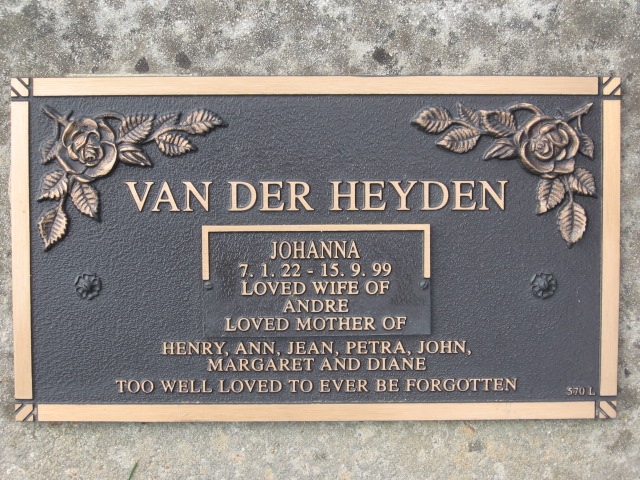 VAN DER HEYDEN
JOHANNA
7. 1. 22 - 15. 9. 99
LOVED WIFE OF
ANDRE
LOVED MOTHER OF
HENRY, ANN, JEAN, PETRA, JOHN,
MARGARET AND DIANE
TOO WELL LOVED TO EVER BE FORGOTTEN
370 L